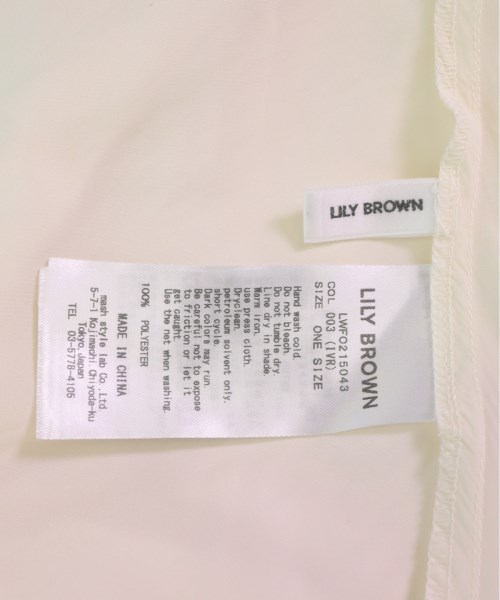 LILY BROWN
LILY BROWN
LWFO215043
COL 003 (IVR)
SIZE ONE SIZE
Hand wash cold.
Do not bleach.
Do not tumble dry.
Line dry in shade.
Warm iron.
use press cloth.
Dryclean.
petroleum solvent only.
short cycle.
Dark colors may run.
Be careful not to expose
to friction or let it
get caught.
Use the net when washing.
100% POLYESTER
MADE IN CHINA
mash style lab Co. Ltd
5-7-1 Kojimachi Chiyoda-ku
Tokyo Japan
TEL 03-5778-4105